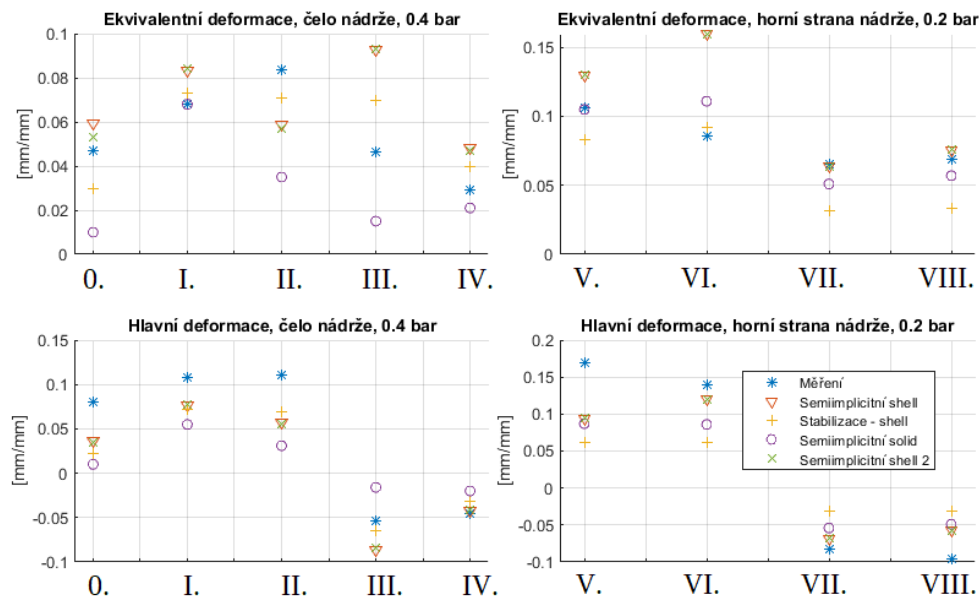 Ekvivalentní deformace, čelo nádrže, 0.4 bar
0.1
0.08
0.06
0.04
0.02
0
[mm/mm]
0. I. II. III. IV.
Ekvivalentní deformace, horní strana nádrže, 0.2 bar
0.15
0.1
0.05
0
[mm/mm]
V. VI. VII. VIII.
Hlavní deformace, čelo nádrže, 0.4 bar
0.15
0.1
0.05
0
-0.05
-0.1
[mm/mm]
0. I. II. III. IV.
Hlavní deformace, horní strana nádrže, 0.2 bar
0.2
0.15
0.1
0.05
0
-0.05
-0.1
[mm/mm]
Měření
Semiimplicitní shell
Stabilizace - shell
Semiimplicitní solid
Semiimplicitní shell 2
V. VI. VII. VIII.